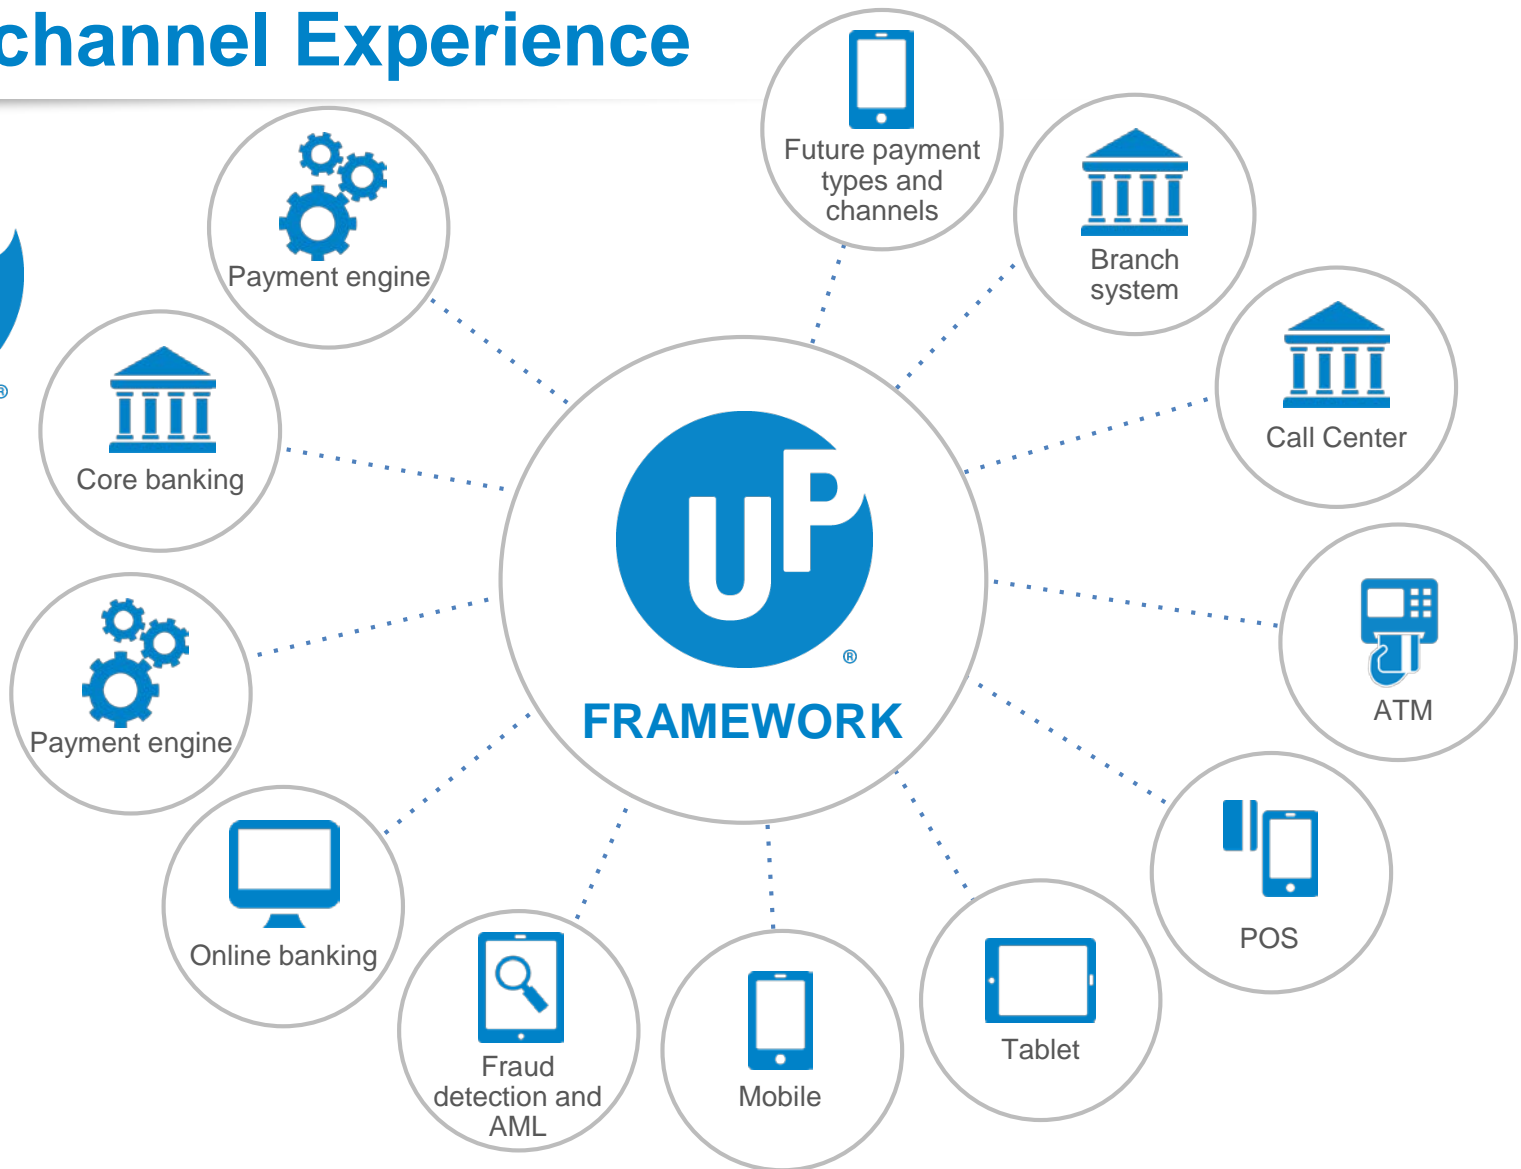 channel Experience
Future payment
types and
channels
Branch
system
Call Center
ATM
POS
Tablet
Mobile
Fraud
detection and
AML
Online banking
Payment engine
Core banking
Payment engine
®
UP
®
FRAMEWORK